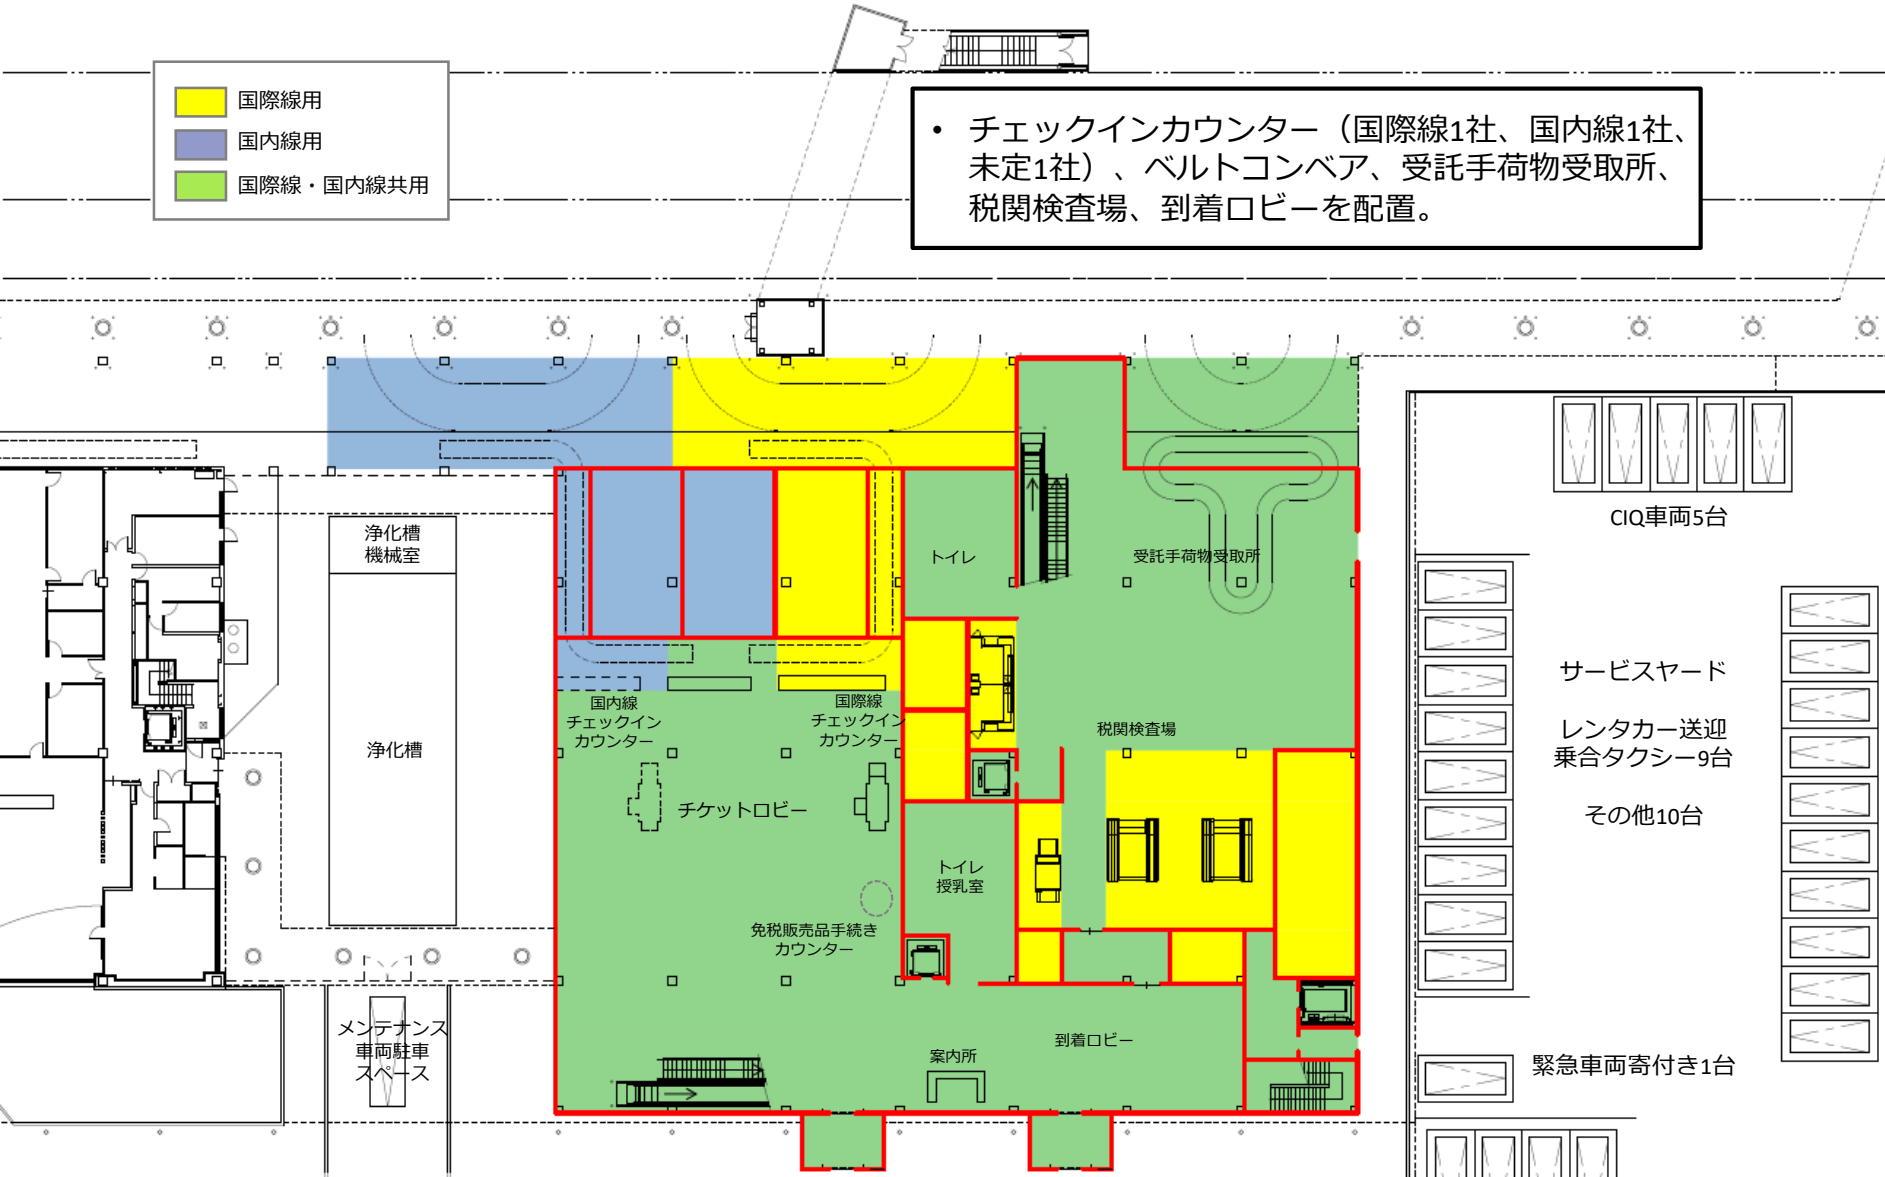 国際線用
国内線用
国際線・国内線共用
• チェックインカウンター（国際線1社、国内線1社、
未定1社）、ベルトコンベア、受託手荷物受取所、
税関検査場、到着ロビーを配置。
CIQ車両5台
浄化槽
機械室
トイレ
受託手荷物受取所
サービスヤード
レンタカー送迎
乗合タクシー9台
その他10台
国内線
チェックイン
カウンター
国際線
チェックイン
カウンター
税関検査場
浄化槽
チケットロビー
トイレ
授乳室
免税販売品手続き
カウンター
メンテナンス
車両駐車
スペース
案内所
到着ロビー
緊急車両寄付き1台